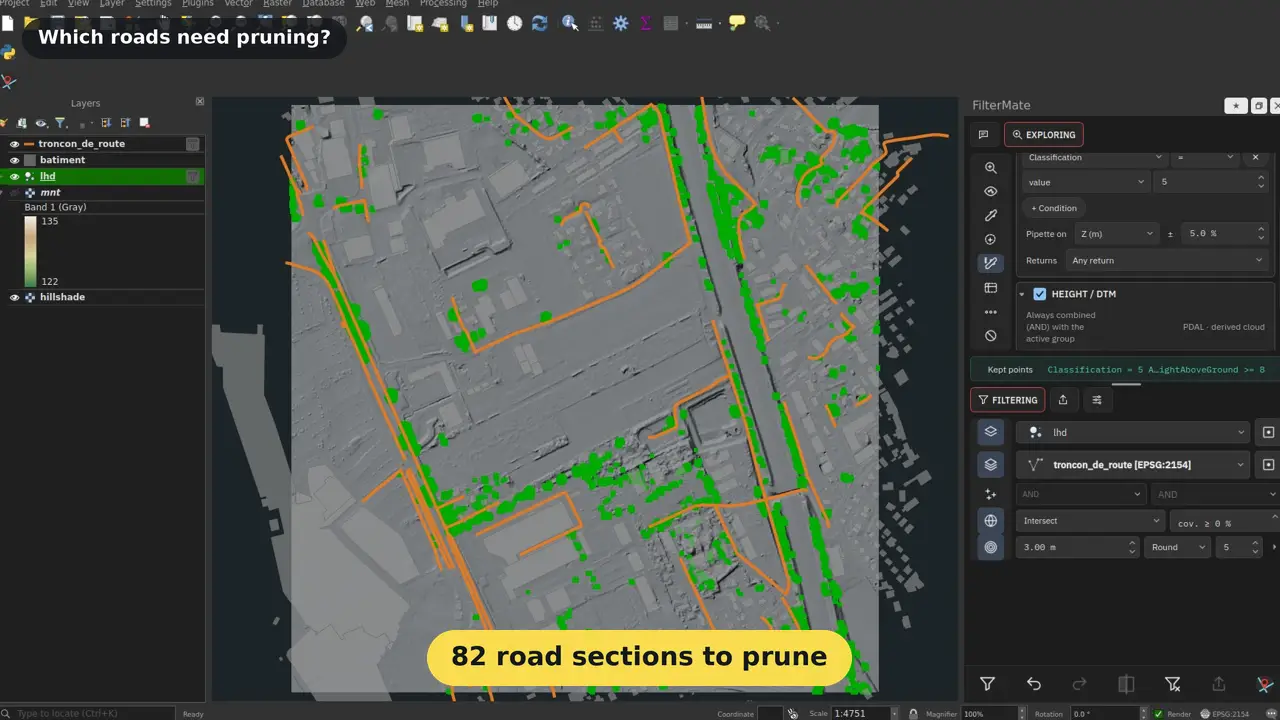 Project Edit View Layer Settings Plugins Vector Raster Database Web Mesh Processing Help
Which roads need pruning?
Layers
troncon_de_route
batiment
lhd
mnt
Band 1 (Gray)
135
122
hillshade
FilterMate
EXPLORING
Classification =
value 5
+ Condition
Pipette on Z (m) ± 5.0 %
Returns Any return
HEIGHT / DTM
Always combined
(AND) with the
active group
PDAL · derived cloud
Kept points Classification = 5 A…ightAboveGround >= 8
FILTERING
lhd
troncon_de_route [EPSG:2154]
AND AND
Intersect cov. ≥ 0 %
3.00 m Round 5
82 road sections to prune
Type to locate (Ctrl+K) Ready Coordinate Scale 1:4751 Magnifier 100% Rotation 0.0 ° Render EPSG:2154